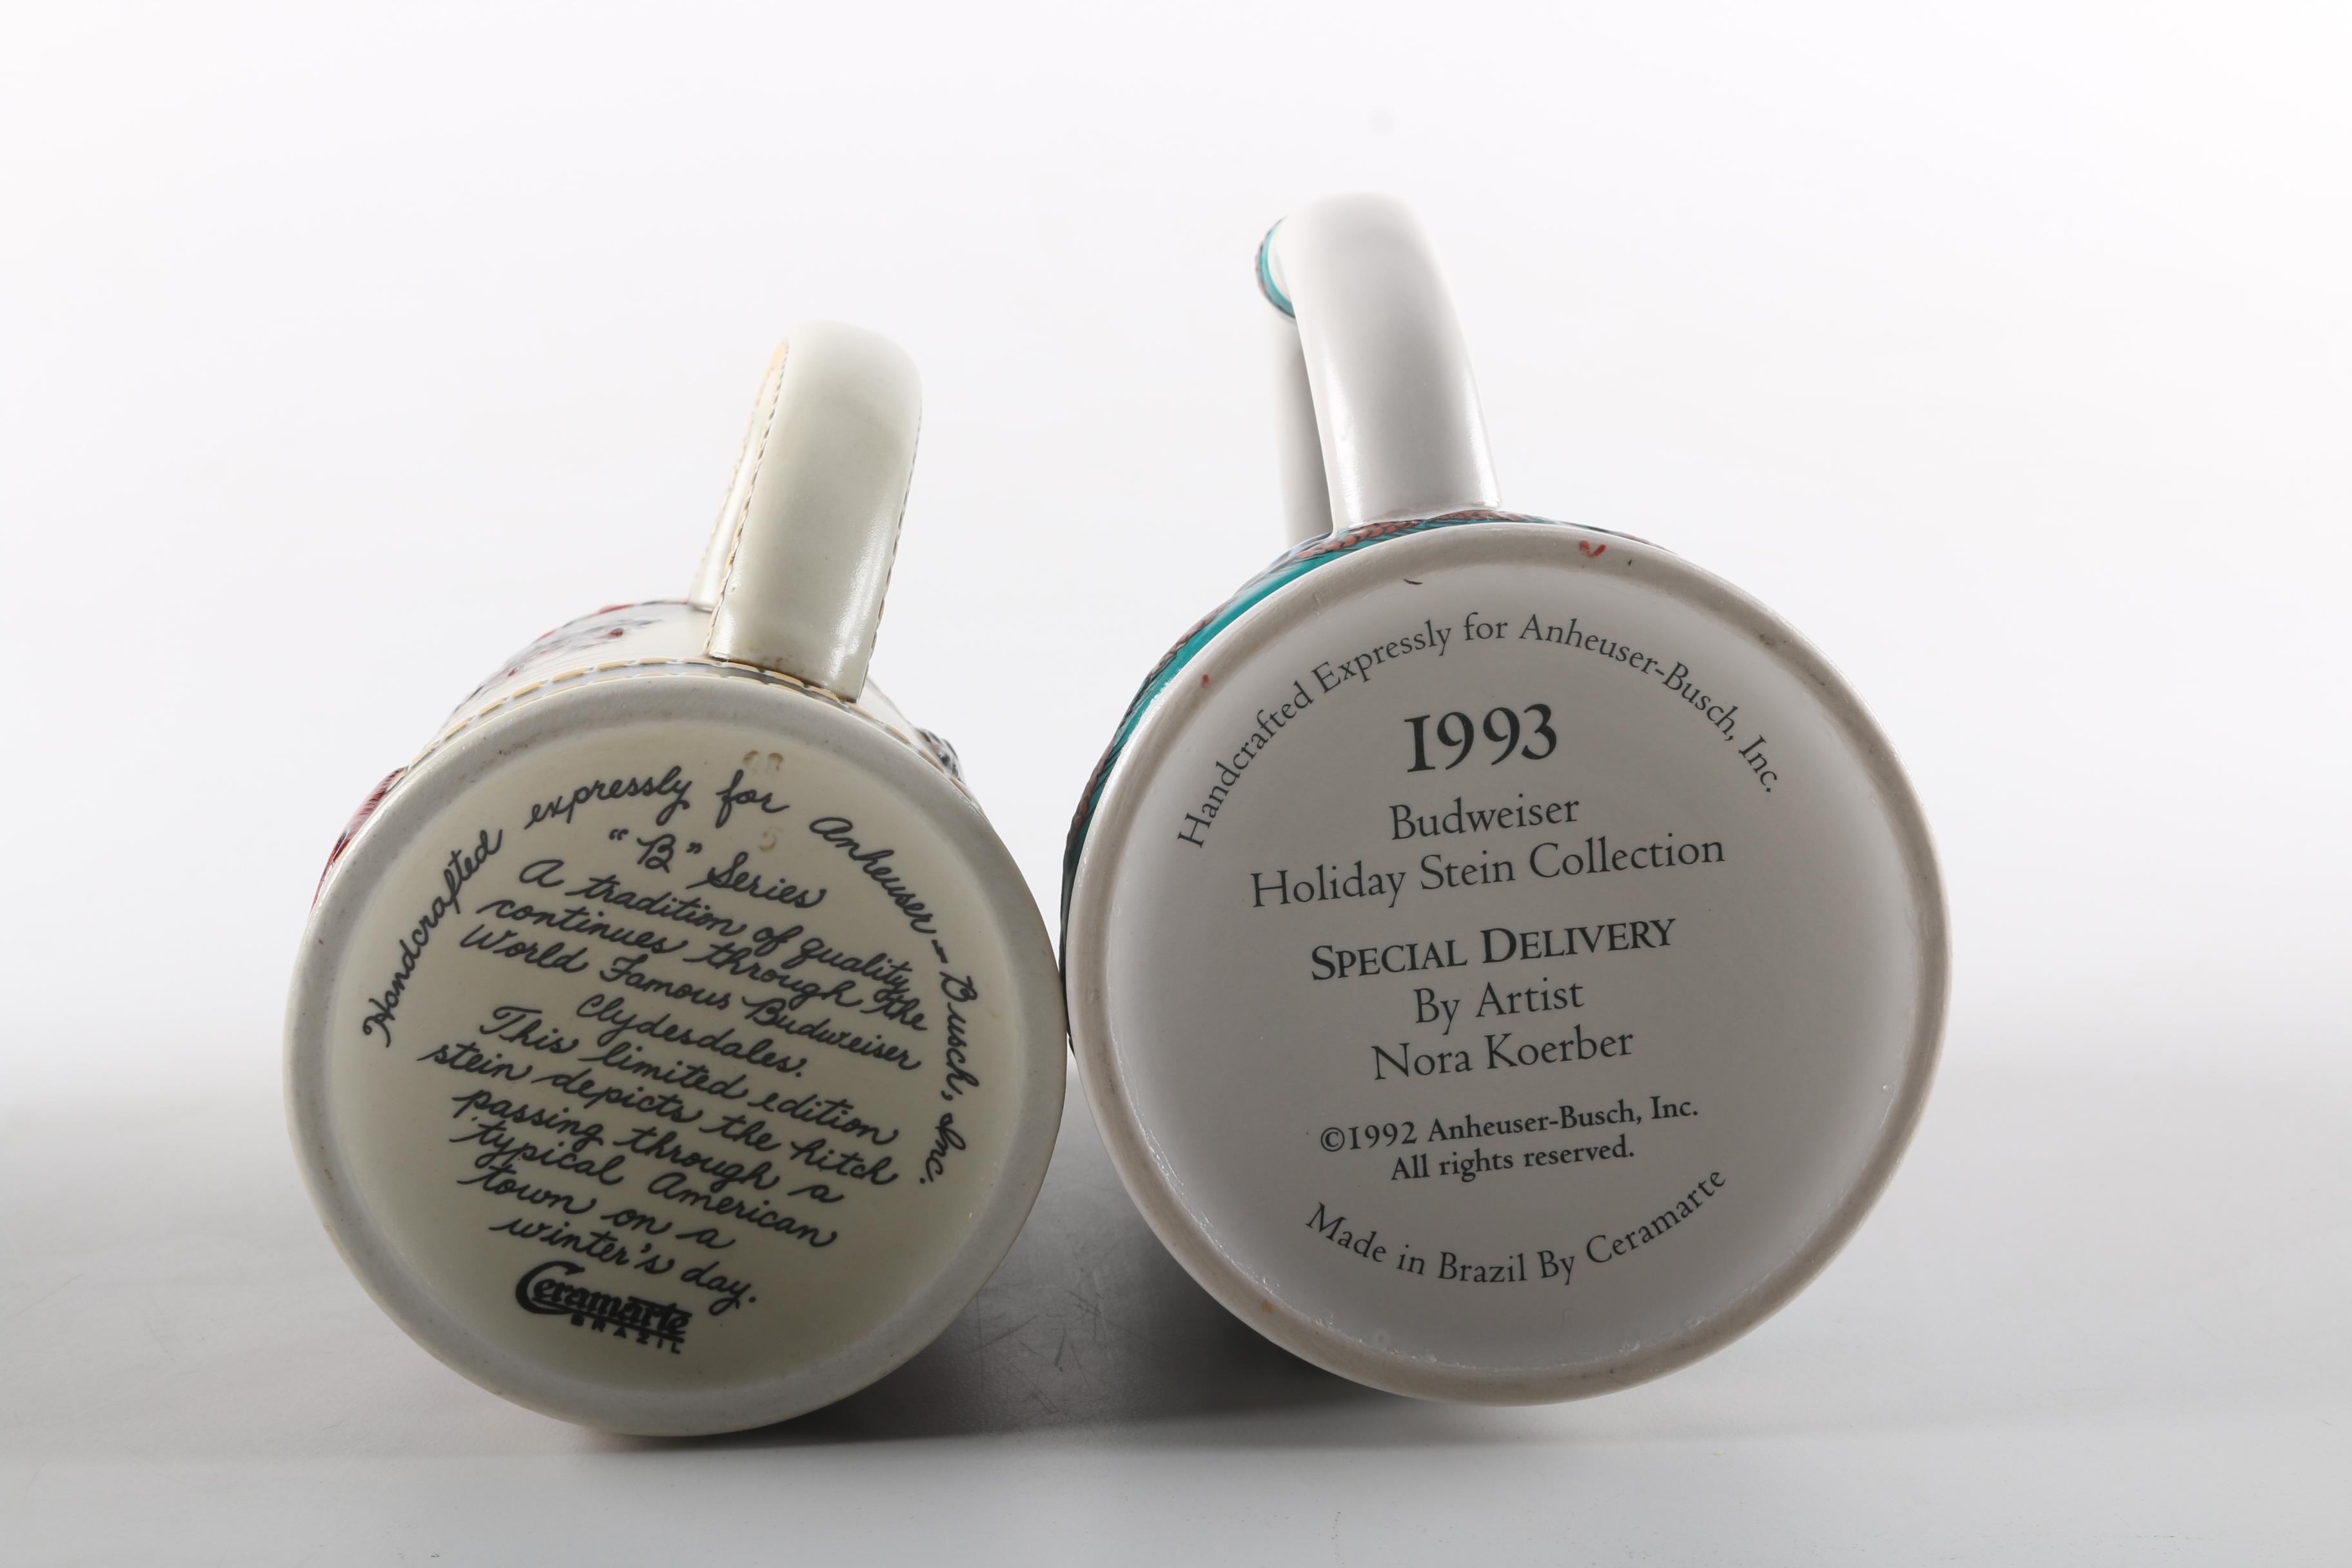 Handcrafted expressly for Anheuser-Busch, Inc.
"B" Series
A tradition of quality
continues through the
World Famous Budweiser
Clydesdales.
This limited edition
stein depicts the hitch
passing through a
typical American
town on a
winter's day.
Ceramarte
BRAZIL
Handcrafted Expressly for Anheuser-Busch, Inc.
1993
Budweiser
Holiday Stein Collection
SPECIAL DELIVERY
By Artist
Nora Koerber
©1992 Anheuser-Busch, Inc.
All rights reserved.
Made in Brazil By Ceramarte